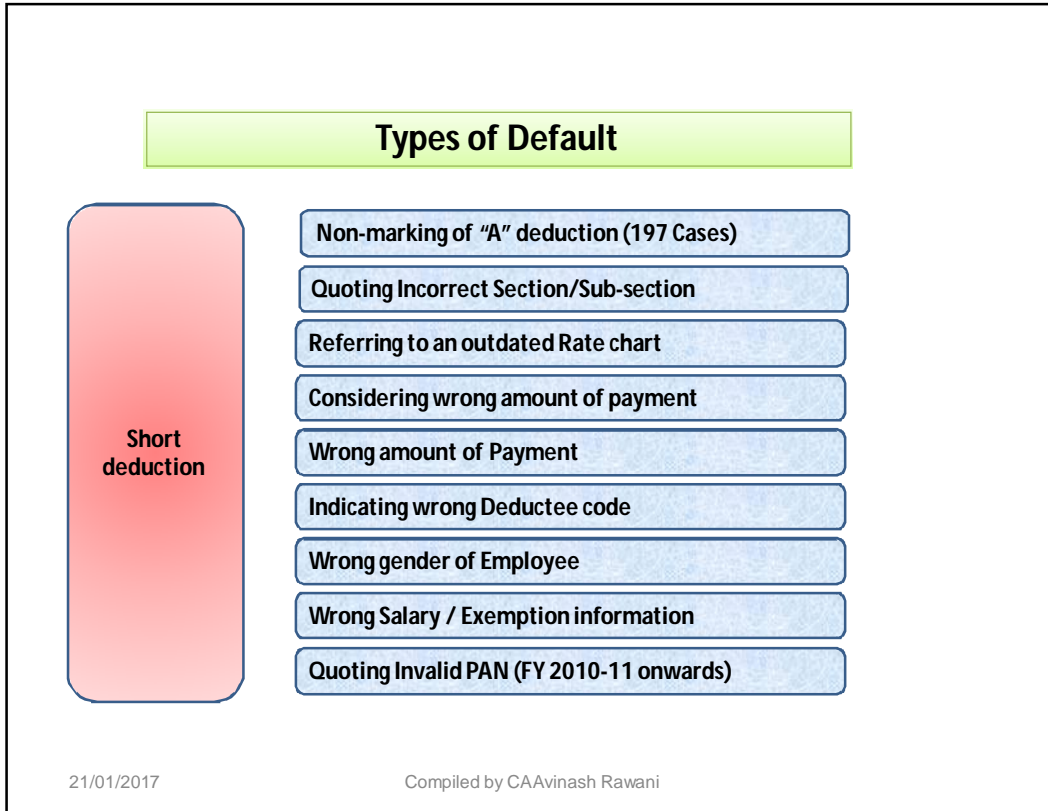 Types of Default
Short
deduction
Non-marking of “A” deduction (197 Cases)
Quoting Incorrect Section/Sub-section
Referring to an outdated Rate chart
Considering wrong amount of payment
Wrong amount of Payment
Indicating wrong Deductee code
Wrong gender of Employee
Wrong Salary / Exemption information
Quoting Invalid PAN (FY 2010-11 onwards)
21/01/2017
Compiled by CAAvinash Rawani